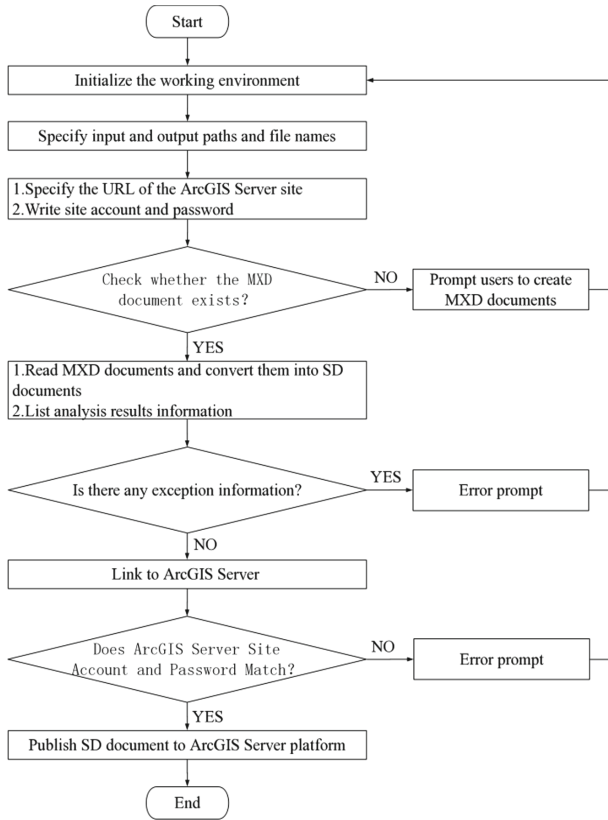 Start
Initialize the working environment
Specify input and output paths and file names
1.Specify the URL of the ArcGIS Server site
2.Write site account and password
Check whether the MXD
document exists?
NO
Prompt users to create
MXD documents
YES
1.Read MXD documents and convert them into SD
documents
2.List analysis results information
Is there any exception information?
YES
Error prompt
NO
Link to ArcGIS Server
Does ArcGIS Server Site
Account and Password Match?
NO
Error prompt
YES
Publish SD document to ArcGIS Server platform
End